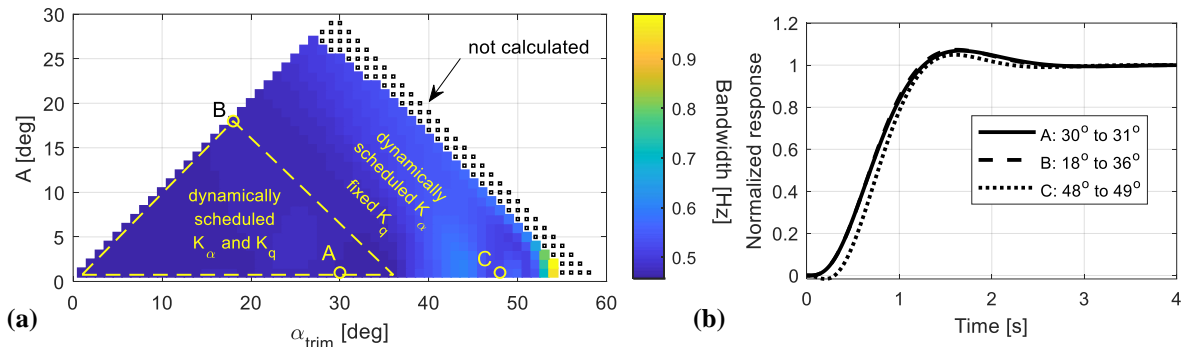 30
25
20
15
10
5
0
A [deg]
0
10
20
30
40
50
60
α_trim [deg]
(a)
not calculated
B
dynamically
scheduled
K_α and K_q
dynamically
scheduled K_α
fixed K_q
A
C
0.9
0.8
0.7
0.6
0.5
Bandwidth [Hz]
1.2
1
0.8
0.6
0.4
0.2
0
Normalized response
A: 30° to 31°
B: 18° to 36°
C: 48° to 49°
0
1
2
3
4
Time [s]
(b)